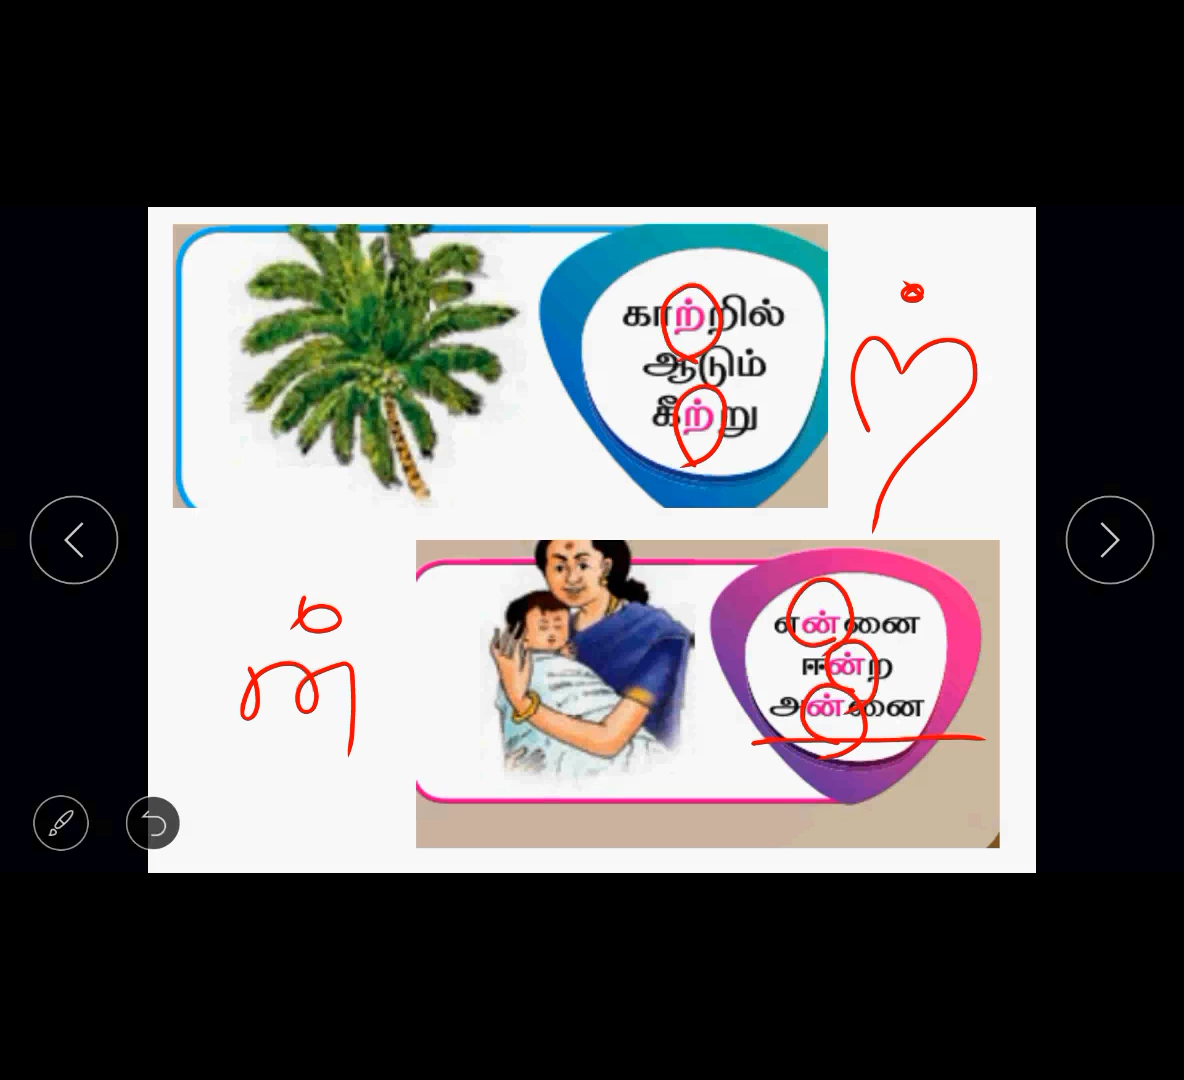 காற்றில்
ஆடும்
கீற்று
ற்
என்னை
ஈன்ற
அன்னை
ன்